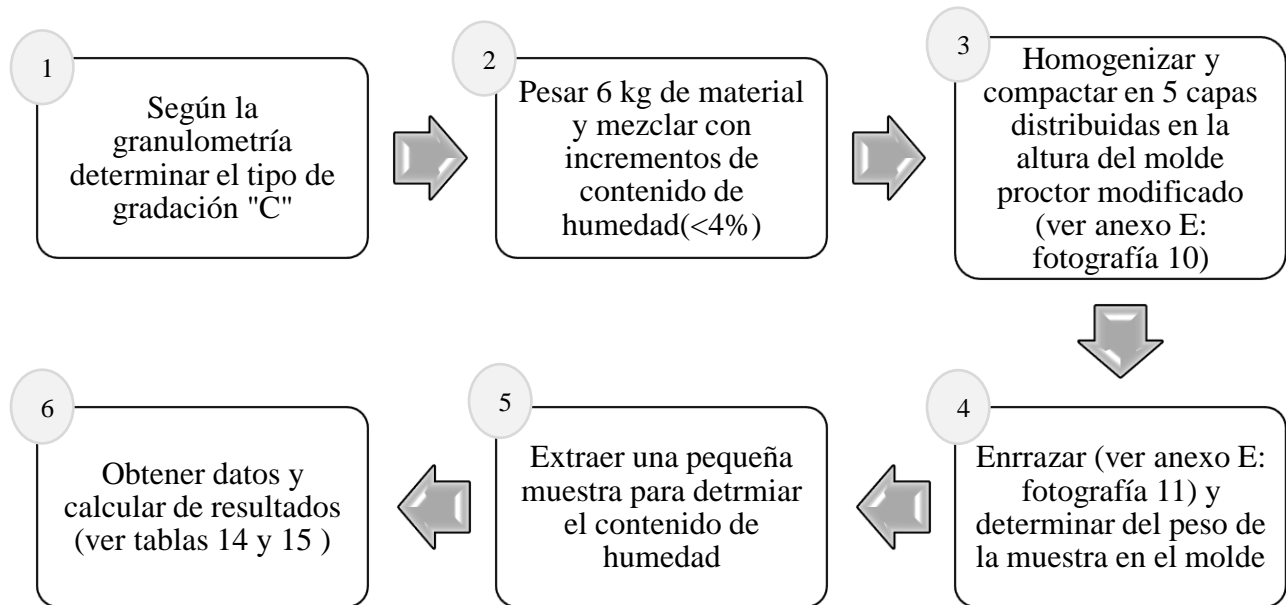 1
Según la
granulometría
determinar el tipo de
gradación "C"
2
Pesar 6 kg de material
y mezclar con
incrementos de
contenido de
humedad(<4%)
3
Homogenizar y
compactar en 5 capas
distribuidas en la
altura del molde
proctor modificado
(ver anexo E:
fotografía 10)
4
Enrrazar (ver anexo E:
fotografía 11) y
determinar del peso de
la muestra en el molde
5
Extraer una pequeña
muestra para detrmiar
el contenido de
humedad
6
Obtener datos y
calcular de resultados
(ver tablas 14 y 15 )